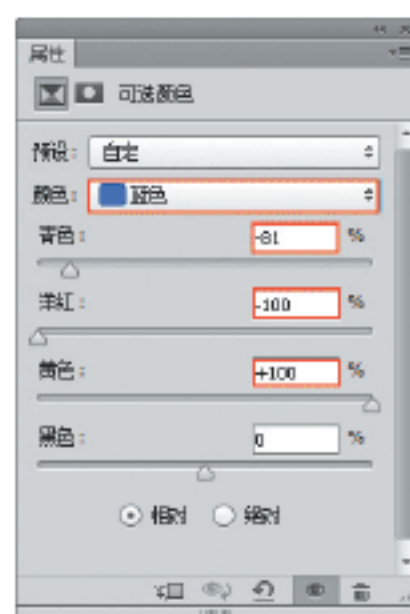 属性
可选颜色
预设： 自定
颜色： 蓝色
青色： -81 %
洋红： -100 %
黄色： +100 %
黑色： 0 %
相对 绝对